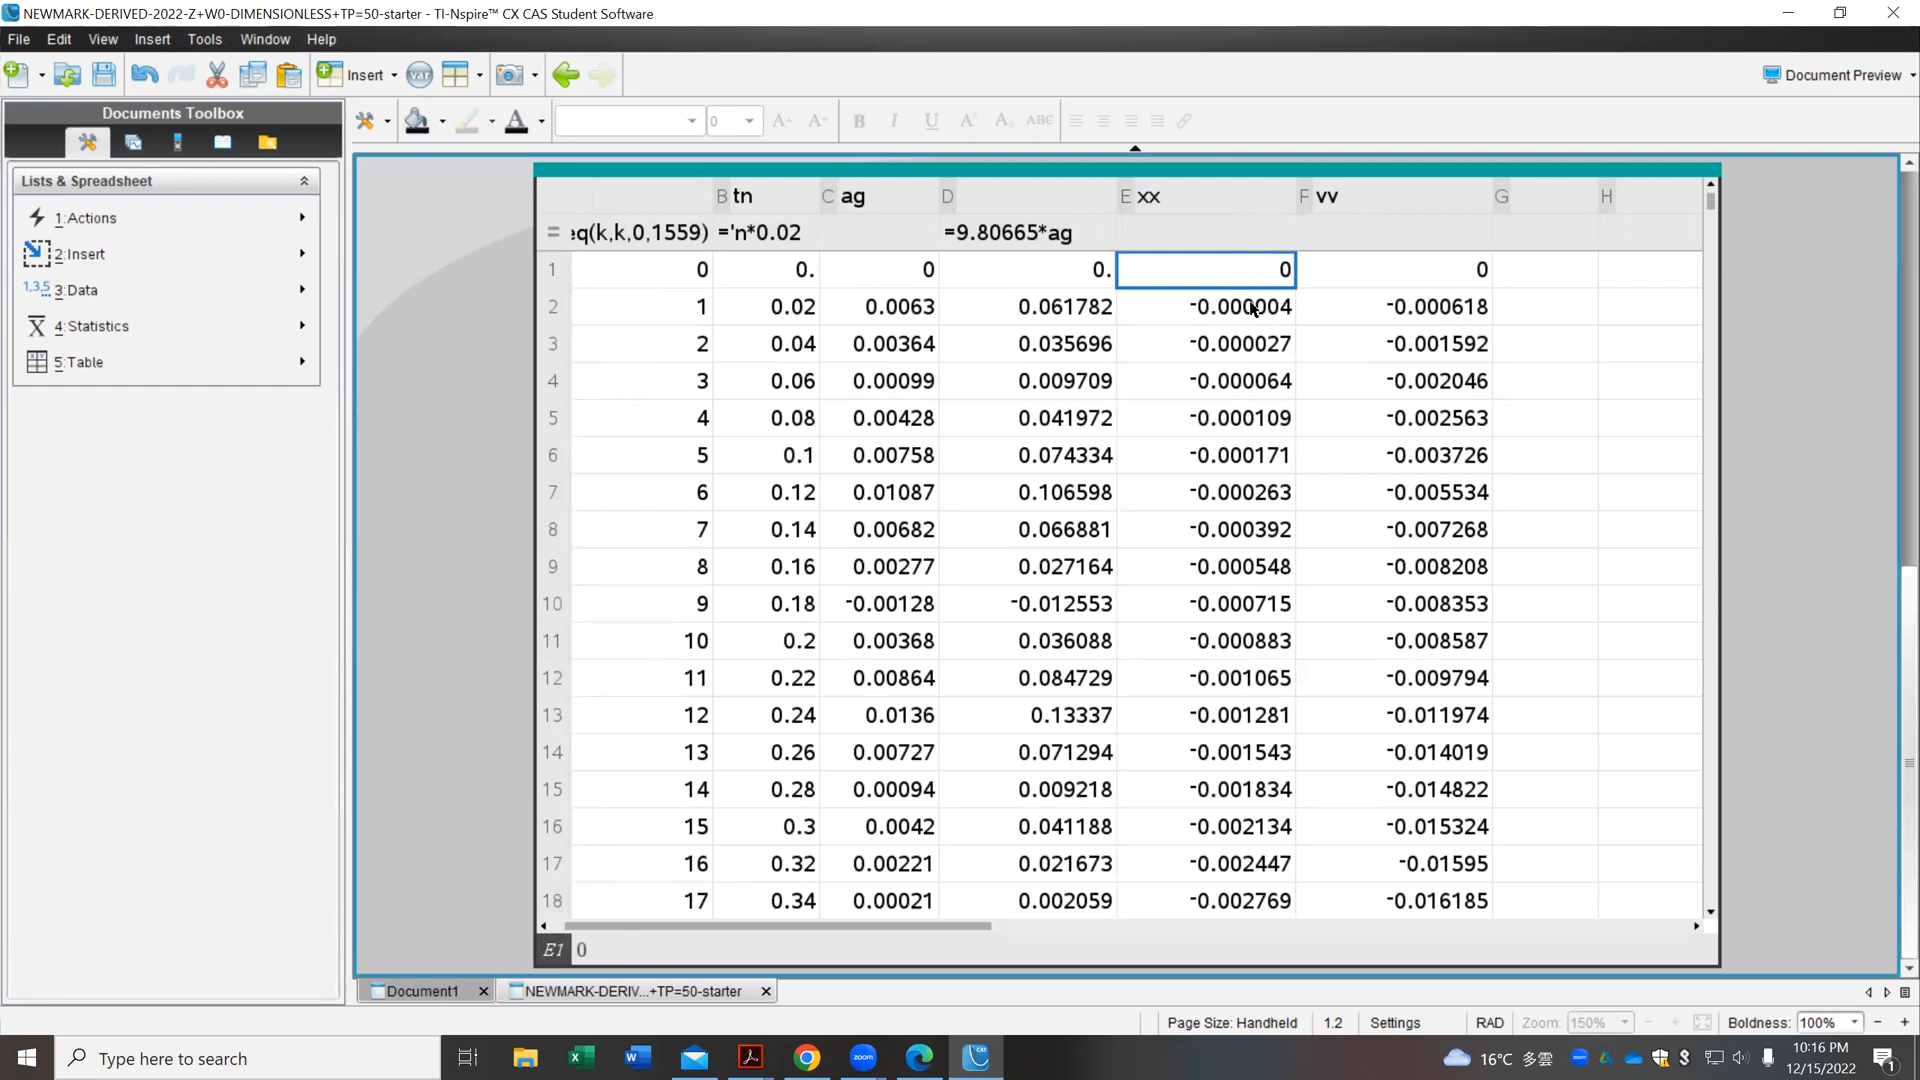 NEWMARK-DERIVED-2022-Z+W0-DIMENSIONLESS+TP=50-starter - TI-Nspire™ CX CAS Student Software
File Edit View Insert Tools Window Help
Insert var Document Preview
Documents Toolbox
0 A A B I U A A ABC
Lists & Spreadsheet
1:Actions
2:Insert
1,3,5 3:Data
X 4:Statistics
5:Table
B tn C ag D E xx F vv G H
= eq(k,k,0,1559) ='n*0.02 =9.80665*ag
1 0 0. 0 0. 0 0
2 1 0.02 0.0063 0.061782 -0.000004 -0.000618
3 2 0.04 0.00364 0.035696 -0.000027 -0.001592
4 3 0.06 0.00099 0.009709 -0.000064 -0.002046
5 4 0.08 0.00428 0.041972 -0.000109 -0.002563
6 5 0.1 0.00758 0.074334 -0.000171 -0.003726
7 6 0.12 0.01087 0.106598 -0.000263 -0.005534
8 7 0.14 0.00682 0.066881 -0.000392 -0.007268
9 8 0.16 0.00277 0.027164 -0.000548 -0.008208
10 9 0.18 -0.00128 -0.012553 -0.000715 -0.008353
11 10 0.2 0.00368 0.036088 -0.000883 -0.008587
12 11 0.22 0.00864 0.084729 -0.001065 -0.009794
13 12 0.24 0.0136 0.13337 -0.001281 -0.011974
14 13 0.26 0.00727 0.071294 -0.001543 -0.014019
15 14 0.28 0.00094 0.009218 -0.001834 -0.014822
16 15 0.3 0.0042 0.041188 -0.002134 -0.015324
17 16 0.32 0.00221 0.021673 -0.002447 -0.01595
18 17 0.34 0.00021 0.002059 -0.002769 -0.016185
E1 0
Document1 NEWMARK-DERIV...+TP=50-starter
Page Size: Handheld 1.2 Settings RAD Zoom: 150% Boldness: 100%
Type here to search
zoom CAS 16°C 多雲
10:16 PM
12/15/2022
1